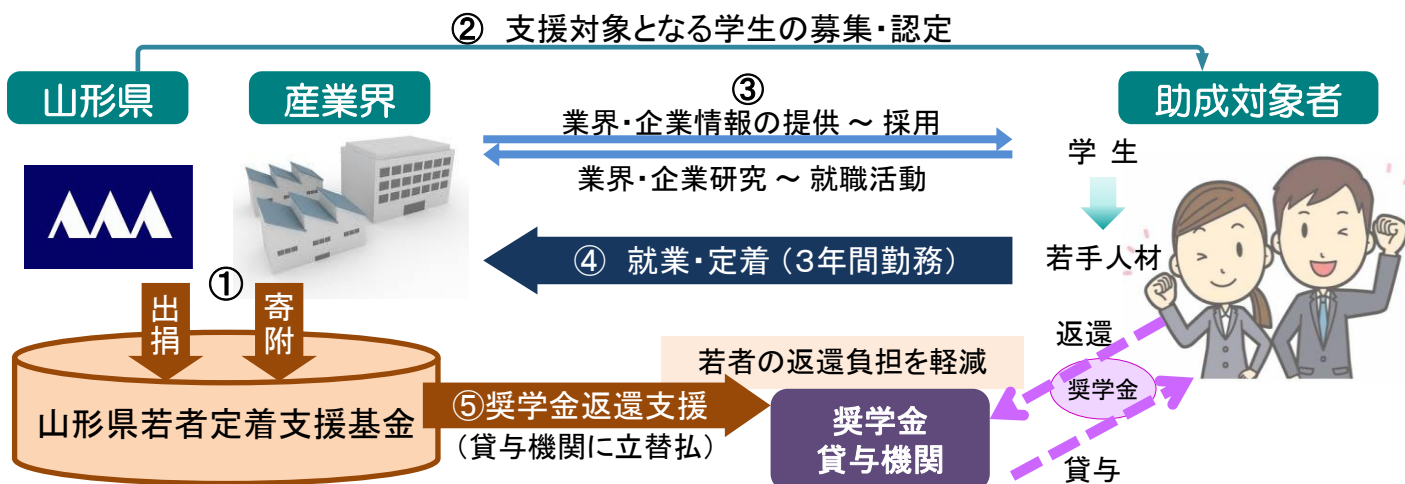 ② 支援対象となる学生の募集・認定
山形県
産業界
助成対象者
③
業界・企業情報の提供 ～ 採用
業界・企業研究 ～ 就職活動
学 生
若手人材
④ 就業・定着（3年間勤務）
①
出捐
寄附
山形県若者定着支援基金
⑤奨学金返還支援
（貸与機関に立替払）
若者の返還負担を軽減
奨学金
貸与機関
返還
奨学金
貸与